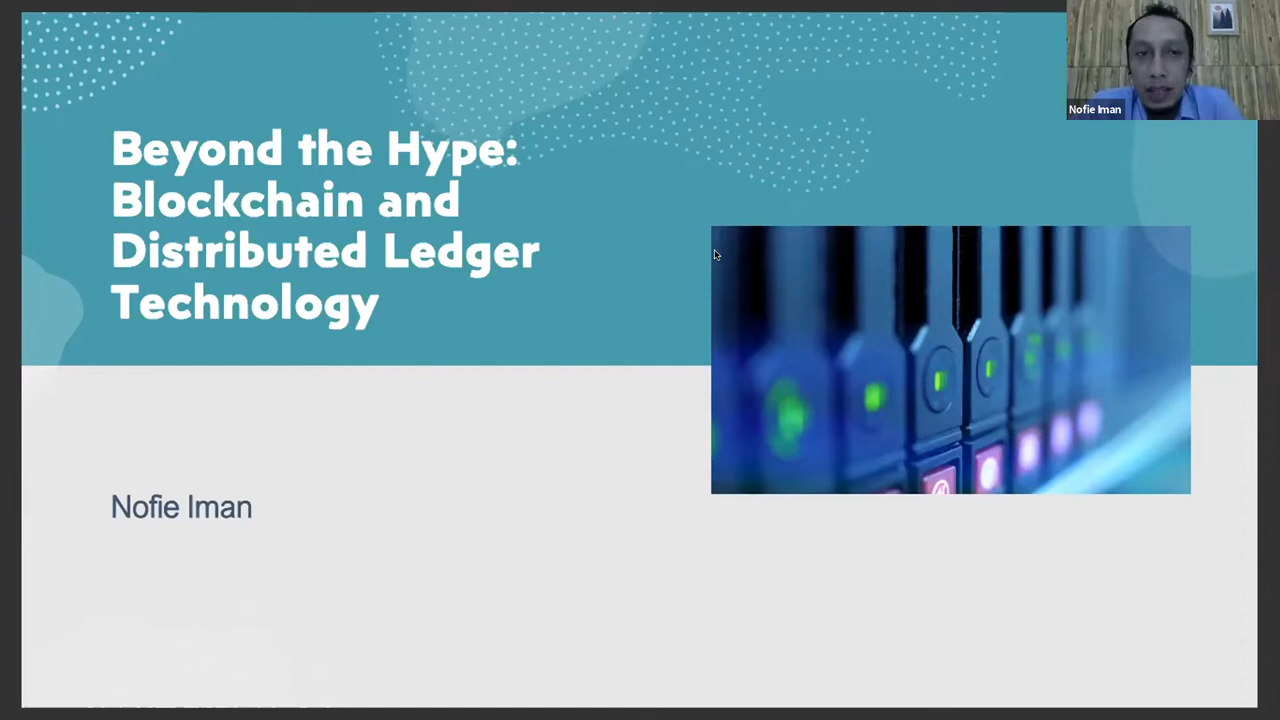 Beyond the Hype:
Blockchain and
Distributed Ledger
Technology
Nofie Iman
Nofie Iman